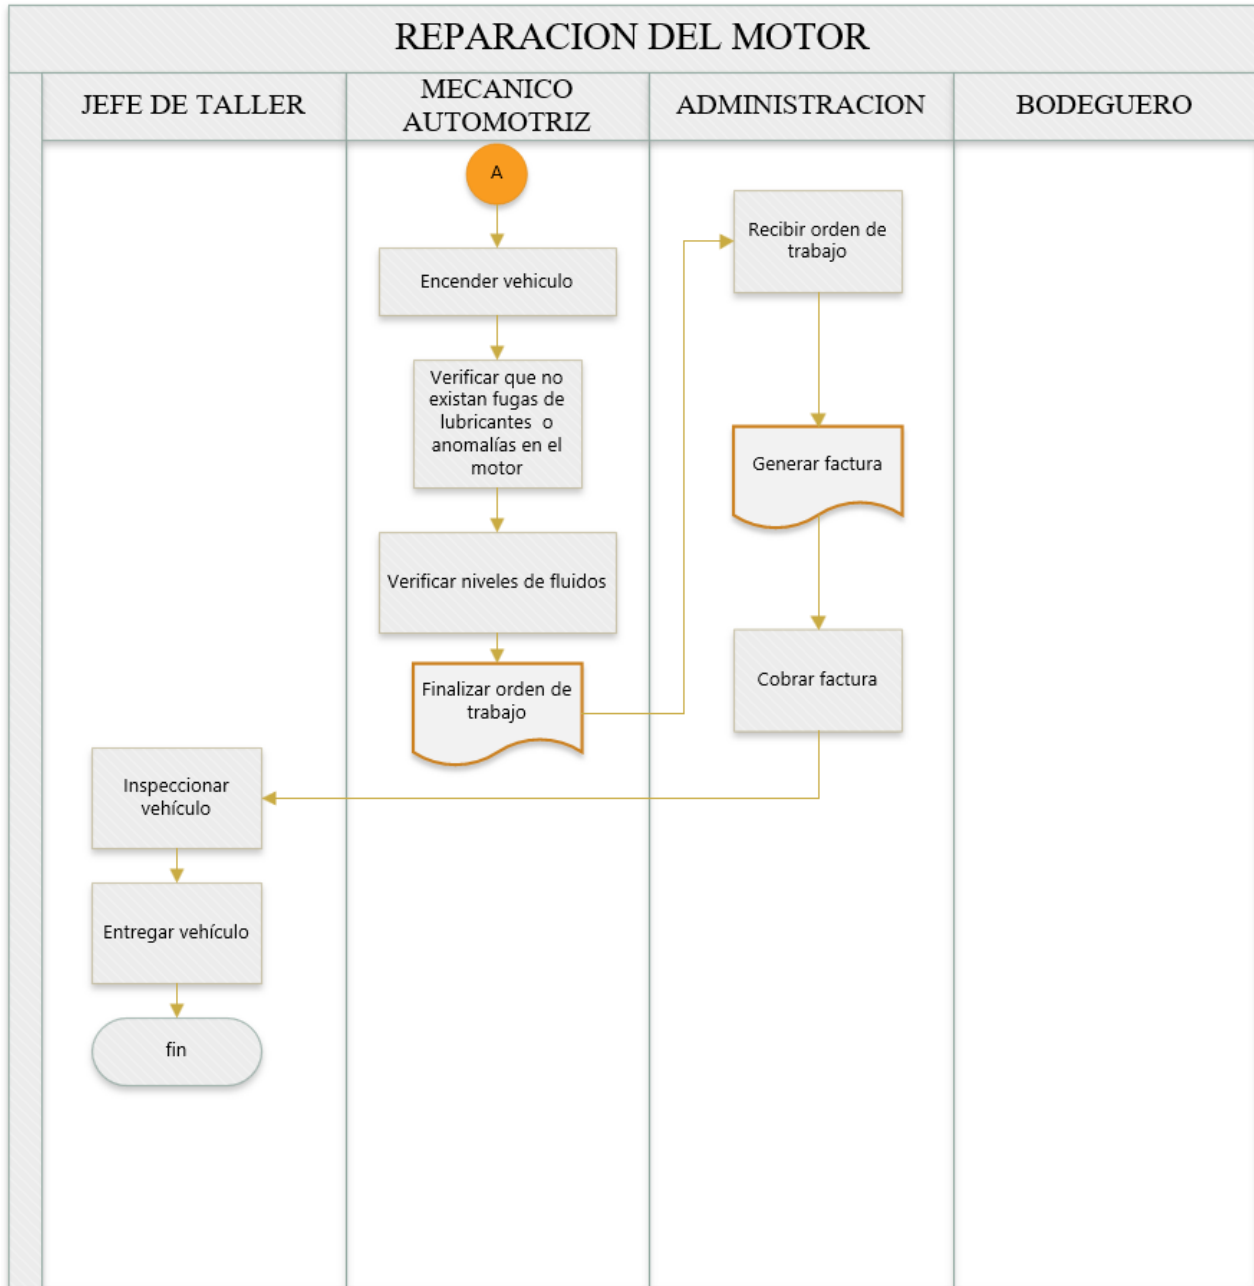 REPARACION DEL MOTOR
JEFE DE TALLER
MECANICO
AUTOMOTRIZ
ADMINISTRACION
BODEGUERO
A
Encender vehiculo
Verificar que no
existan fugas de
lubricantes o
anomalías en el
motor
Verificar niveles de fluidos
Finalizar orden de
trabajo
Recibir orden de
trabajo
Generar factura
Cobrar factura
Inspeccionar
vehículo
Entregar vehículo
fin